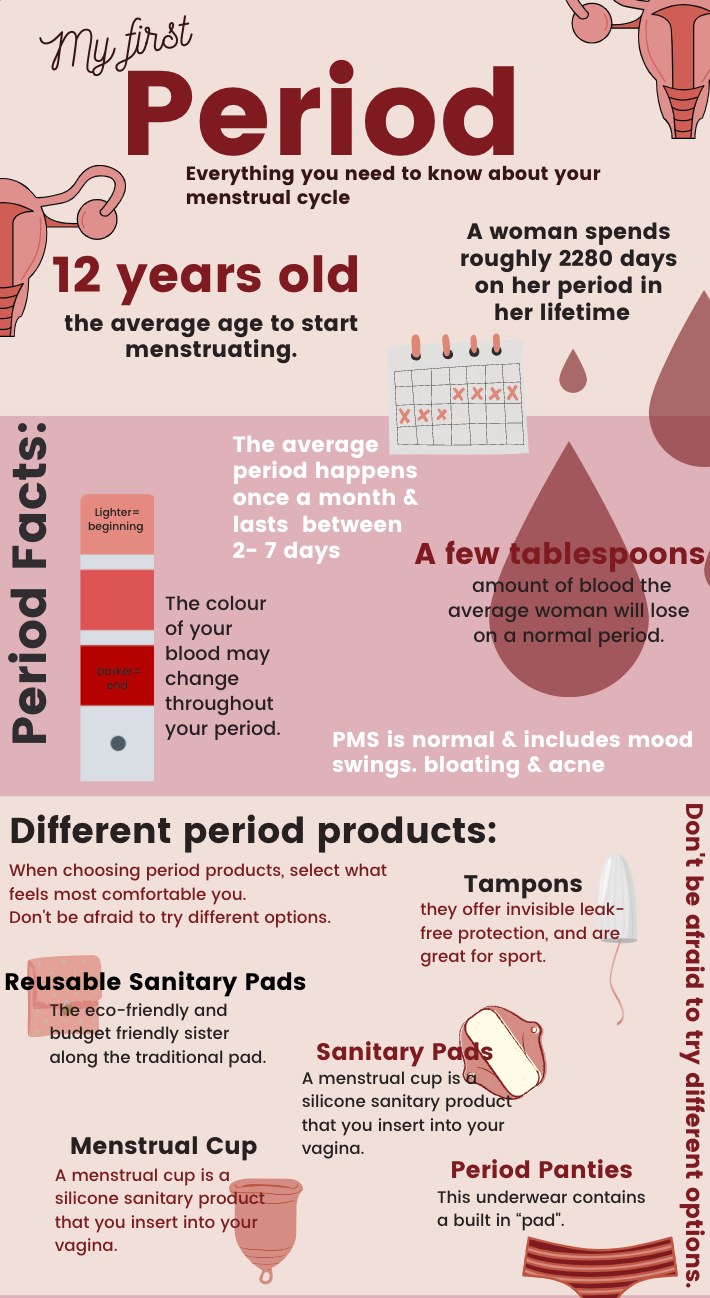 My first
Period
Everything you need to know about your
menstrual cycle
12 years old
the average age to start
menstruating.
A woman spends
roughly 2280 days
on her period in
her lifetime
Period Facts:
Lighter=
beginning
Darker=
end
The colour
of your
blood may
change
throughout
your period.
The average
period happens
once a month &
lasts between
2- 7 days
A few tablespoons
amount of blood the
average woman will lose
on a normal period.
PMS is normal & includes mood
swings. bloating & acne
Different period products:
When choosing period products, select what
feels most comfortable you.
Don't be afraid to try different options.
Tampons
they offer invisible leak-
free protection, and are
great for sport.
Reusable Sanitary Pads
The eco-friendly and
budget friendly sister
along the traditional pad.
Sanitary Pads
A menstrual cup is a
silicone sanitary product
that you insert into your
vagina.
Menstrual Cup
A menstrual cup is a
silicone sanitary product
that you insert into your
vagina.
Period Panties
This underwear contains
a built in “pad".
Don't be afraid to try different options.